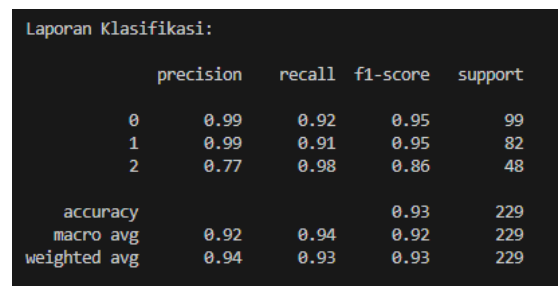 Laporan Klasifikasi:
precision recall f1-score support
0 0.99 0.92 0.95 99
1 0.99 0.91 0.95 82
2 0.77 0.98 0.86 48
accuracy 0.93 229
macro avg 0.92 0.94 0.92 229
weighted avg 0.94 0.93 0.93 229